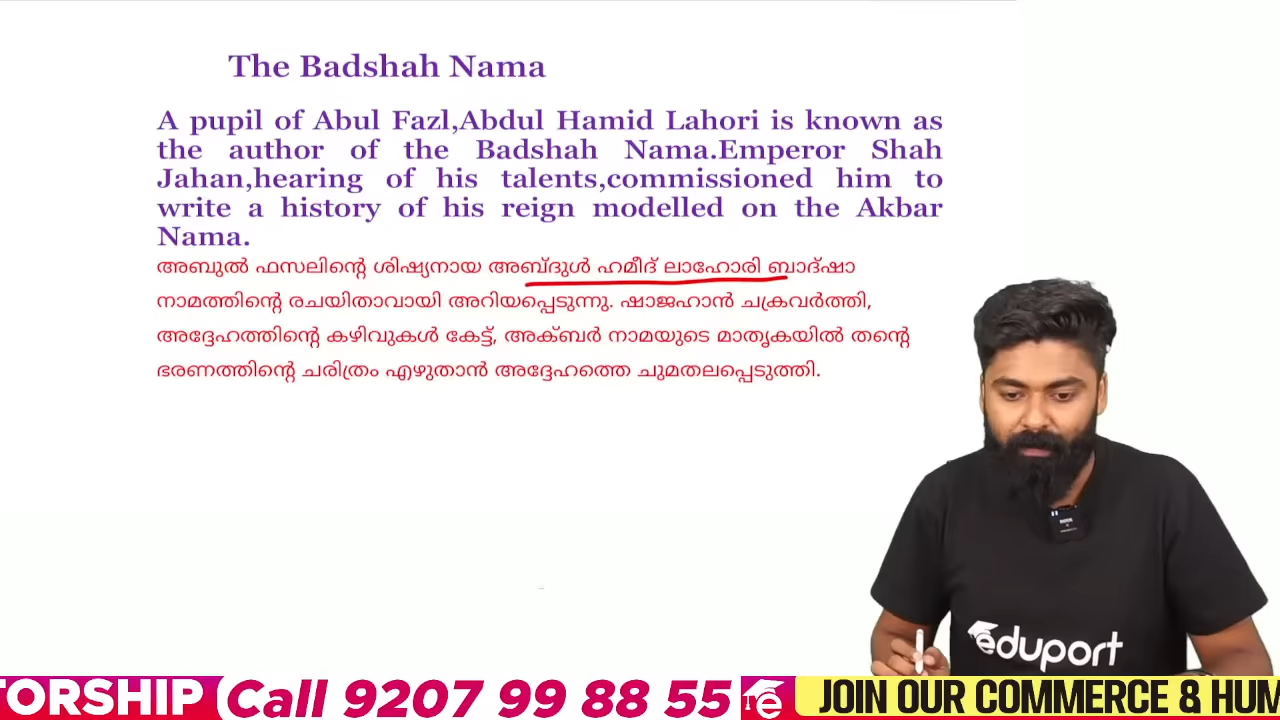 The Badshah Nama
A pupil of Abul Fazl,Abdul Hamid Lahori is known as
the author of the Badshah Nama.Emperor Shah
Jahan,hearing of his talents,commissioned him to
write a history of his reign modelled on the Akbar
Nama.
അബുൽ ഫസലിന്റെ ശിഷ്യനായ അബ്ദുൾ ഹമീദ് ലാഹോരി ബാദ്ഷാ
നാമത്തിന്റെ രചയിതാവായി അറിയപ്പെടുന്നു. ഷാജഹാൻ ചക്രവർത്തി,
അദ്ദേഹത്തിന്റെ കഴിവുകൾ കേട്ട്, അക്ബർ നാമയുടെ മാതൃകയിൽ തന്റെ
ഭരണത്തിന്റെ ചരിത്രം എഴുതാൻ അദ്ദേഹത്തെ ചുമതലപ്പെടുത്തി.
eduport
TORSHIP Call 9207 99 88 55 JOIN OUR COMMERCE & HUM